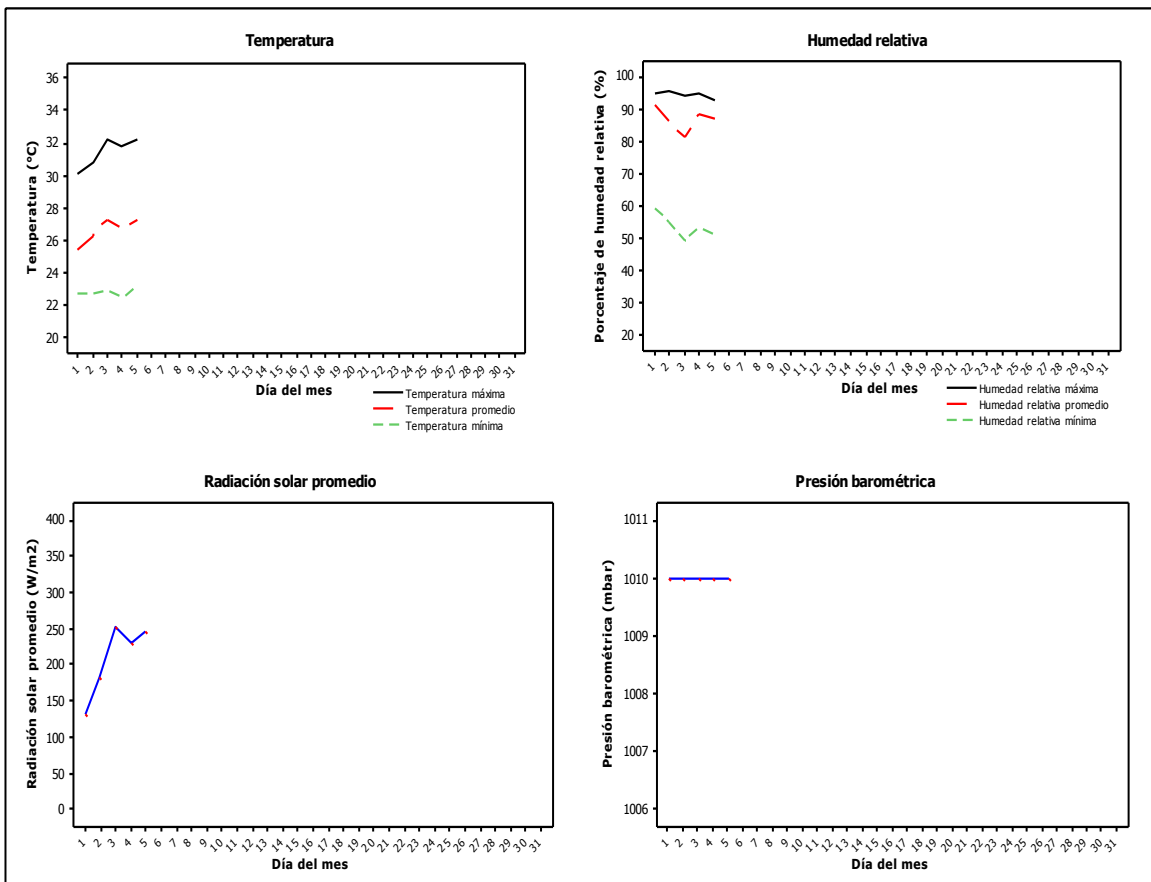 Temperatura
Temperatura (°C)
36
34
32
30
28
26
24
22
20
1 2 3 4 5 6 7 8 9 10 11 12 13 14 15 16 17 18 19 20 21 22 23 24 25 26 27 28 29 30 31
Día del mes
Temperatura máxima
Temperatura promedio
Temperatura mínima
Humedad relativa
Porcentaje de humedad relativa (%)
100
90
80
70
60
50
40
30
20
1 2 3 4 5 6 7 8 9 10 11 12 13 14 15 16 17 18 19 20 21 22 23 24 25 26 27 28 29 30 31
Día del mes
Humedad relativa máxima
Humedad relativa promedio
Humedad relativa mínima
Radiación solar promedio
Radiación solar promedio (W/m2)
400
350
300
250
200
150
100
50
0
1 2 3 4 5 6 7 8 9 10 11 12 13 14 15 16 17 18 19 20 21 22 23 24 25 26 27 28 29 30 31
Día del mes
Presión barométrica
Presión barométrica (mbar)
1011
1010
1009
1008
1007
1006
1 2 3 4 5 6 7 8 9 10 11 12 13 14 15 16 17 18 19 20 21 22 23 24 25 26 27 28 29 30 31
Día del mes